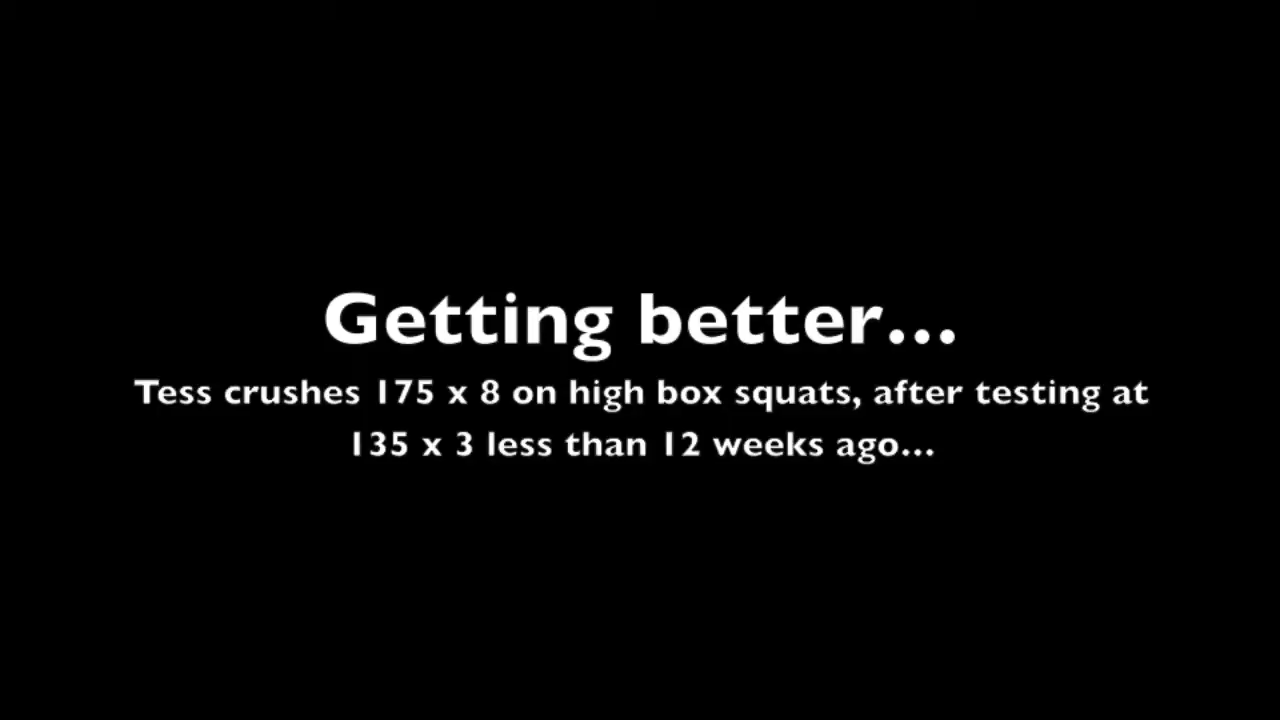 Getting better...
Tess crushes 175 x 8 on high box squats, after testing at
135 x 3 less than 12 weeks ago...